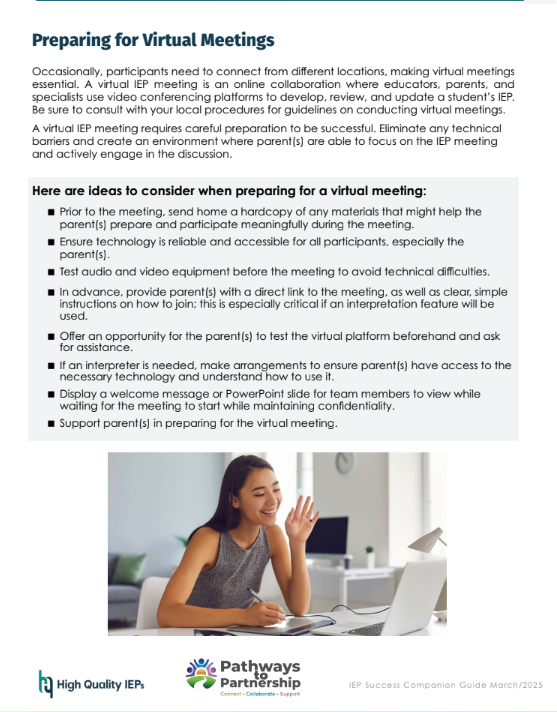 Preparing for Virtual Meetings
Occasionally, participants need to connect from different locations, making virtual meetings
essential. A virtual IEP meeting is an online collaboration where educators, parents, and
specialists use video conferencing platforms to develop, review, and update a student's IEP.
Be sure to consult with your local procedures for guidelines on conducting virtual meetings.
A virtual IEP meeting requires careful preparation to be successful. Eliminate any technical
barriers and create an environment where parent(s) are able to focus on the IEP meeting
and actively engage in the discussion.
Here are ideas to consider when preparing for a virtual meeting:
■ Prior to the meeting, send home a hardcopy of any materials that might help the
parent(s) prepare and participate meaningfully during the meeting.
■ Ensure technology is reliable and accessible for all participants, especially the
parent(s).
■ Test audio and video equipment before the meeting to avoid technical difficulties.
■ In advance, provide parent(s) with a direct link to the meeting, as well as clear, simple
instructions on how to join; this is especially critical if an interpretation feature will be
used.
■ Offer an opportunity for the parent(s) to test the virtual platform beforehand and ask
for assistance.
■ If an interpreter is needed, make arrangements to ensure parent(s) have access to the
necessary technology and understand how to use it.
■ Display a welcome message or PowerPoint slide for team members to view while
waiting for the meeting to start while maintaining confidentiality.
■ Support parent(s) in preparing for the virtual meeting.
High Quality IEPs
Pathways
to
Partnership
Connect • Collaborate • Support
IEP Success Companion Guide March/2025